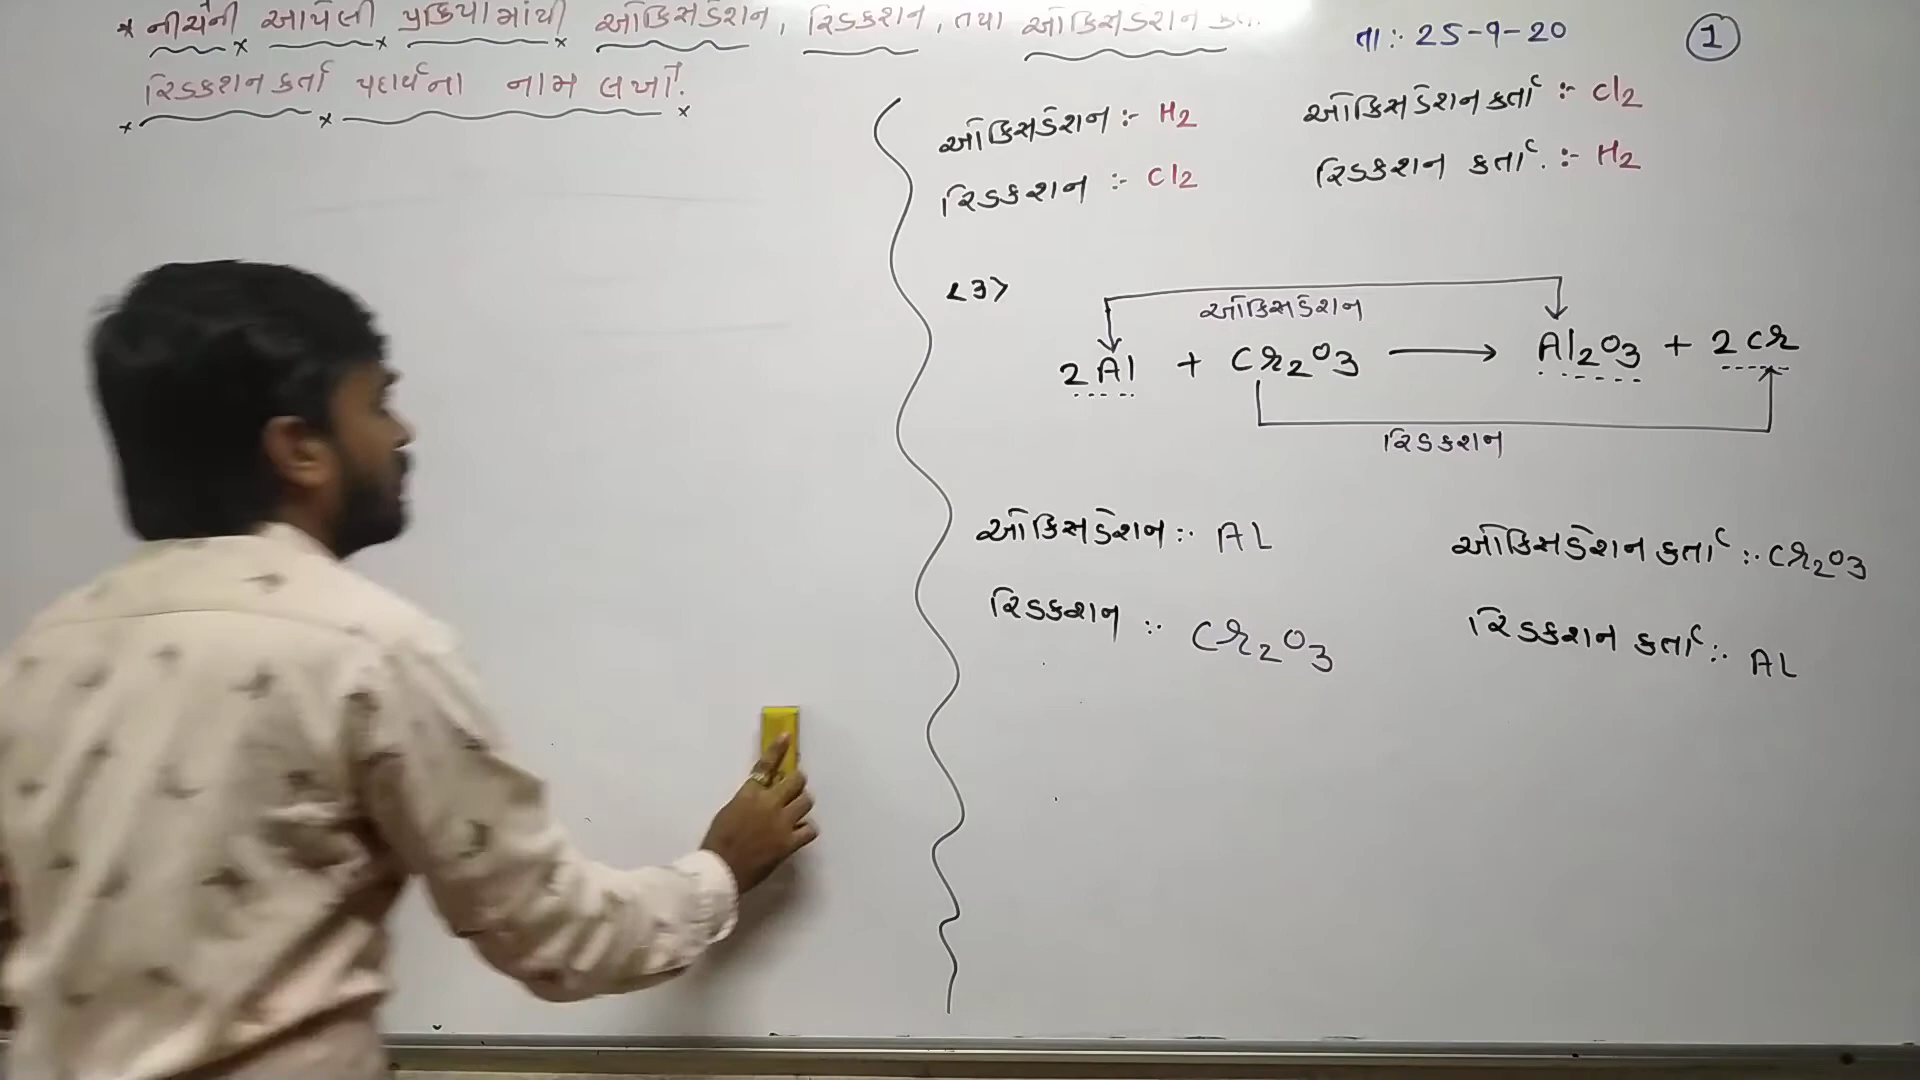 * નીચેની આપેલી પ્રક્રિયામાંથી ઑક્સિડેશન, રિડક્શન, તથા ઑક્સિડેશન
રિડક્શન કર્તા પદાર્થના નામ લખો.
તા:- 25-9-20
1
ઑક્સિડેશન :- H2
ઑક્સિડેશન કર્તા :- Cl2
રિડક્શન :- Cl2
રિડક્શન કર્તા :- H2
<3>
ઑક્સિડેશન
2Al + Cr2O3 ⟶ Al2O3 + 2Cr
રિડક્શન
ઑક્સિડેશન :- AL
ઑક્સિડેશન કર્તા :- Cr2O3
રિડક્શન :- Cr2O3
રિડક્શન કર્તા :- AL